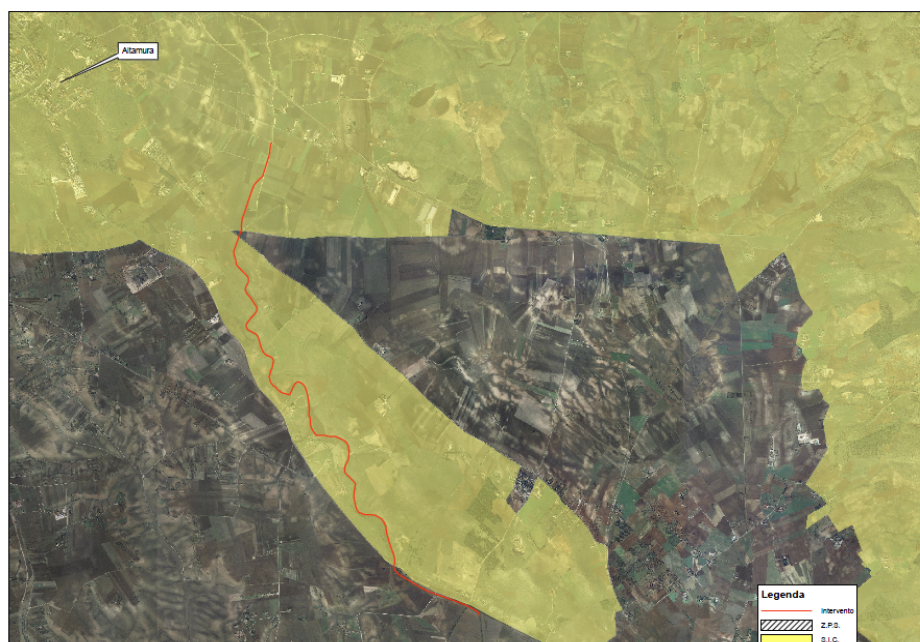 Altamura
Legenda
Intervento
Z.P.S.
S.I.C.